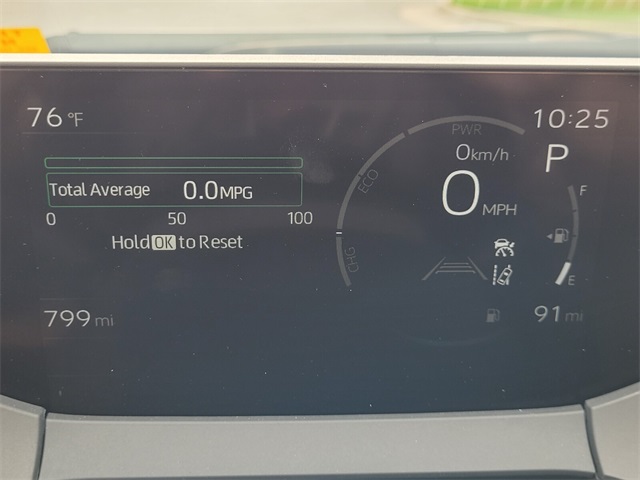 76 °F
10:25
PWR
0km/h
P
ECO
Total Average 0.0MPG
0 MPH
F
0 50 100
Hold OK to Reset
CHG
E
799 mi
91 mi